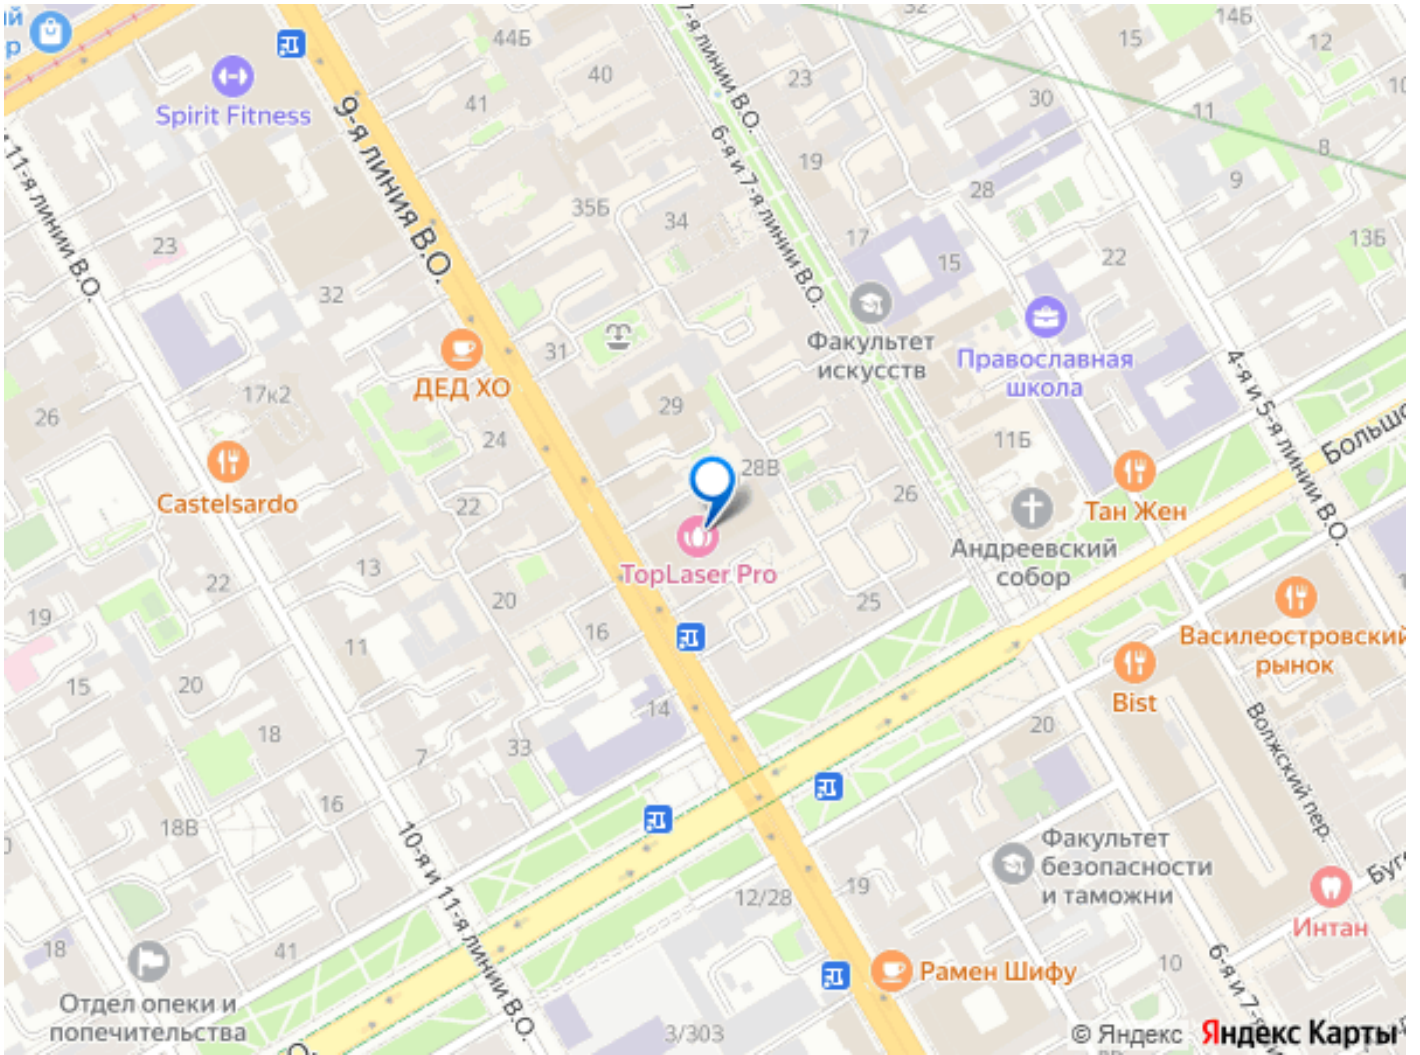 й
р
Spirit Fitness
44Б
40
41
32
15
14Б
12
10
11
30
8
9
23
19
7-я линии В.О.
6-я и 7-я линии В.О.
9-я линия В.О.
11-я линии В.О.
23
32
35Б
34
28
17
15
22
13Б
Факультет
искусств
Православная
школа
4-я и 5-я линии В.О.
ДЕД ХО
31
29
17к2
26
24
Castelsardo
22
28В
26
11Б
Тан Жен
Андреевский
собор
TopLaser Pro
25
13
20
16
11
19
15
20
18
14
33
7
16
18В
Василеостровский
рынок
Bist
20
Волжский пер.
10-я и 11-я линии В.О.
12/28
19
Факультет
безопасности
и таможни
Интан
41
18
Отдел опеки и
попечительства
Рамен Шифу
10
6-я и 7-я
3/303
© Яндекс
Яндекс Карты